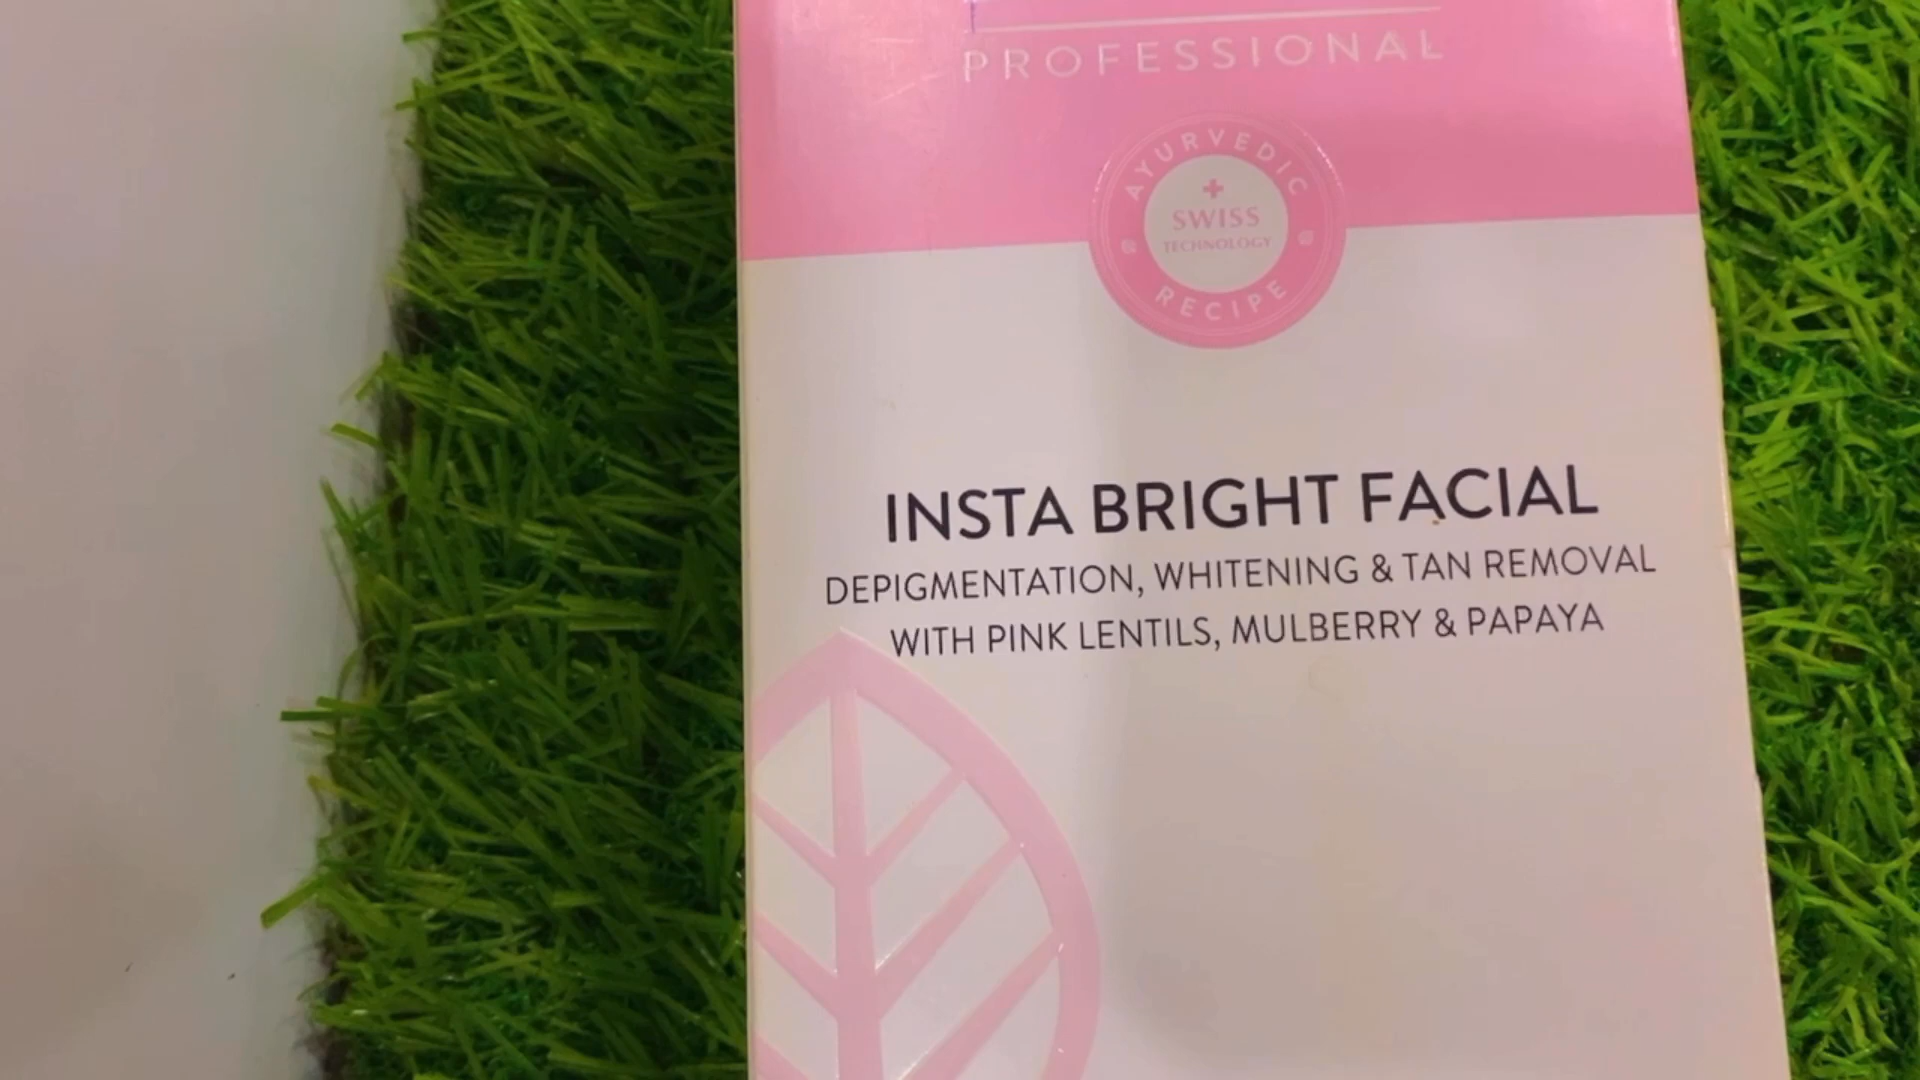 PROFESSIONAL
AYURVEDIC
SWISS
TECHNOLOGY
RECIPE
INSTA BRIGHT FACIAL
DEPIGMENTATION, WHITENING & TAN REMOVAL
WITH PINK LENTILS, MULBERRY & PAPAYA